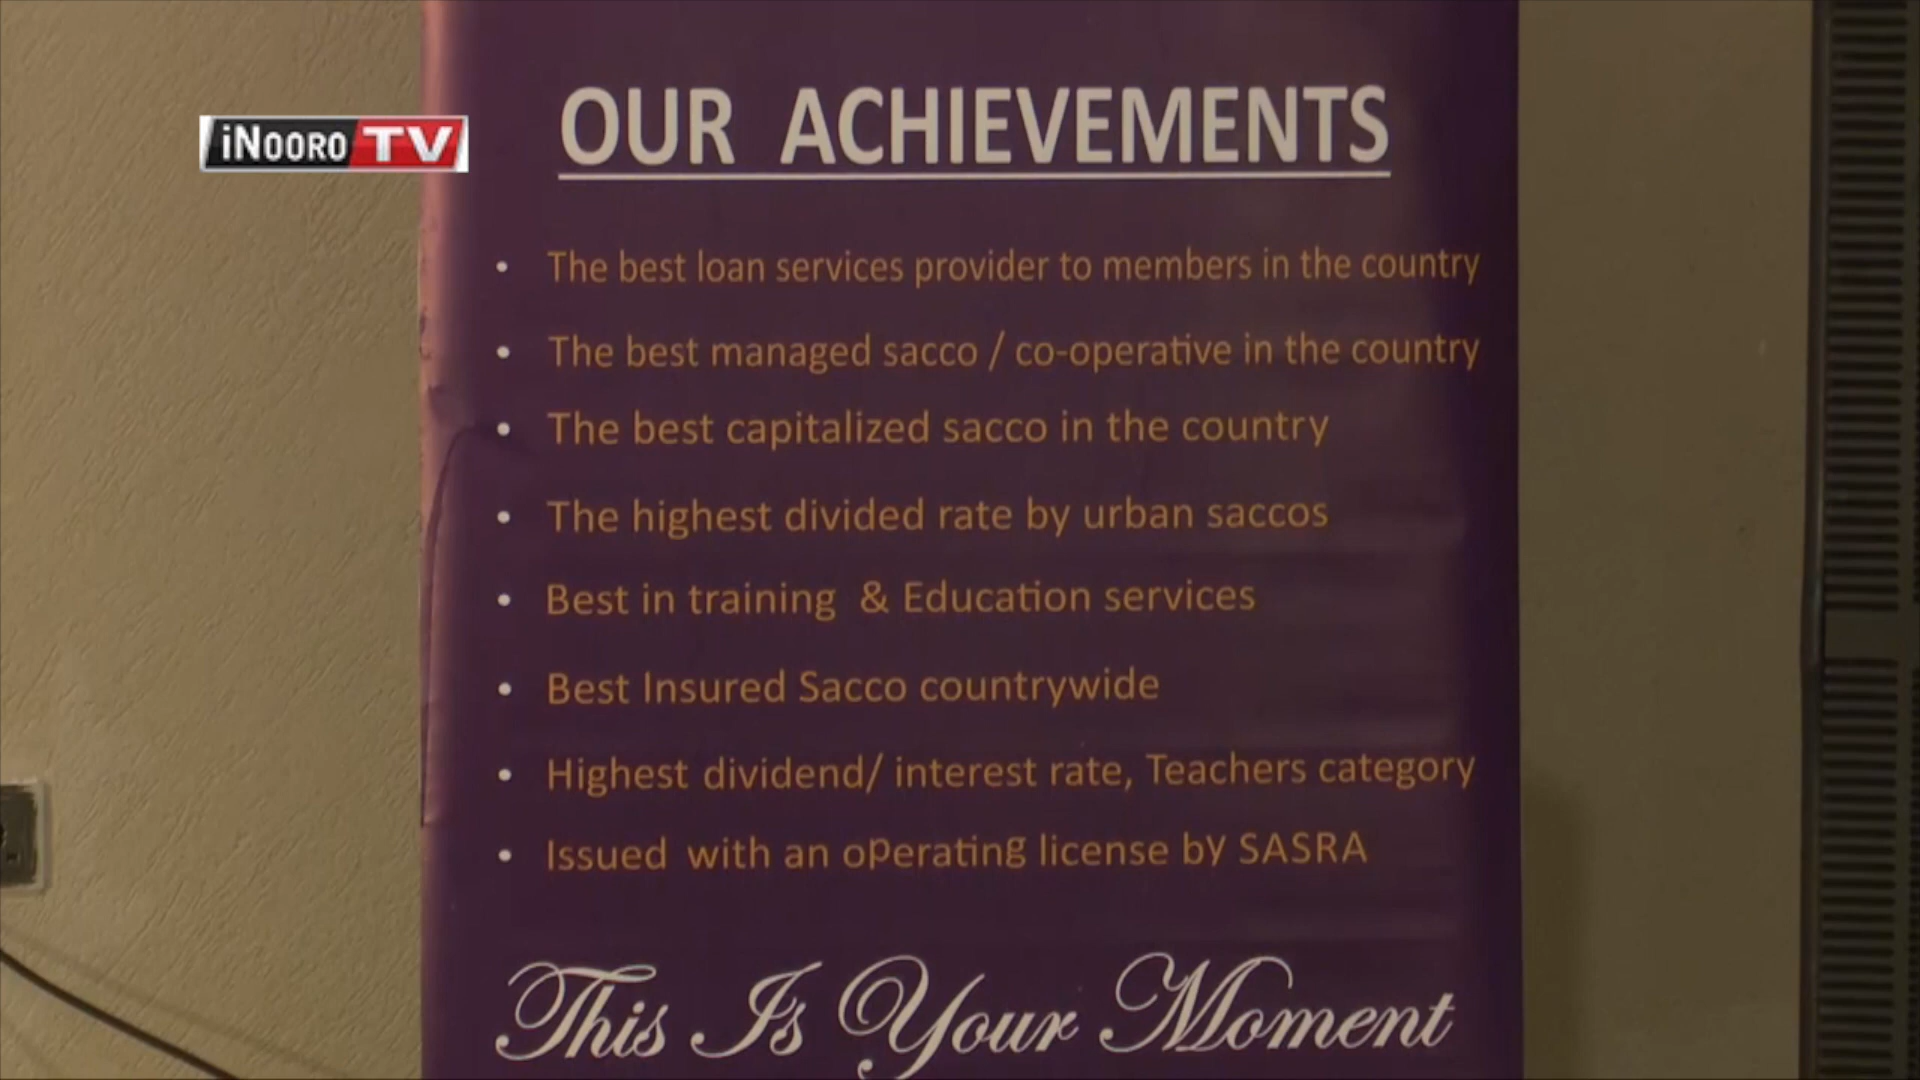 iNOORO TV
OUR ACHIEVEMENTS
• The best loan services provider to members in the country
• The best managed sacco / co-operative in the country
• The best capitalized sacco in the country
• The highest divided rate by urban saccos
• Best in training & Education services
• Best Insured Sacco countrywide
• Highest dividend/ interest rate, Teachers category
• Issued with an operating license by SASRA
This Is Your Moment